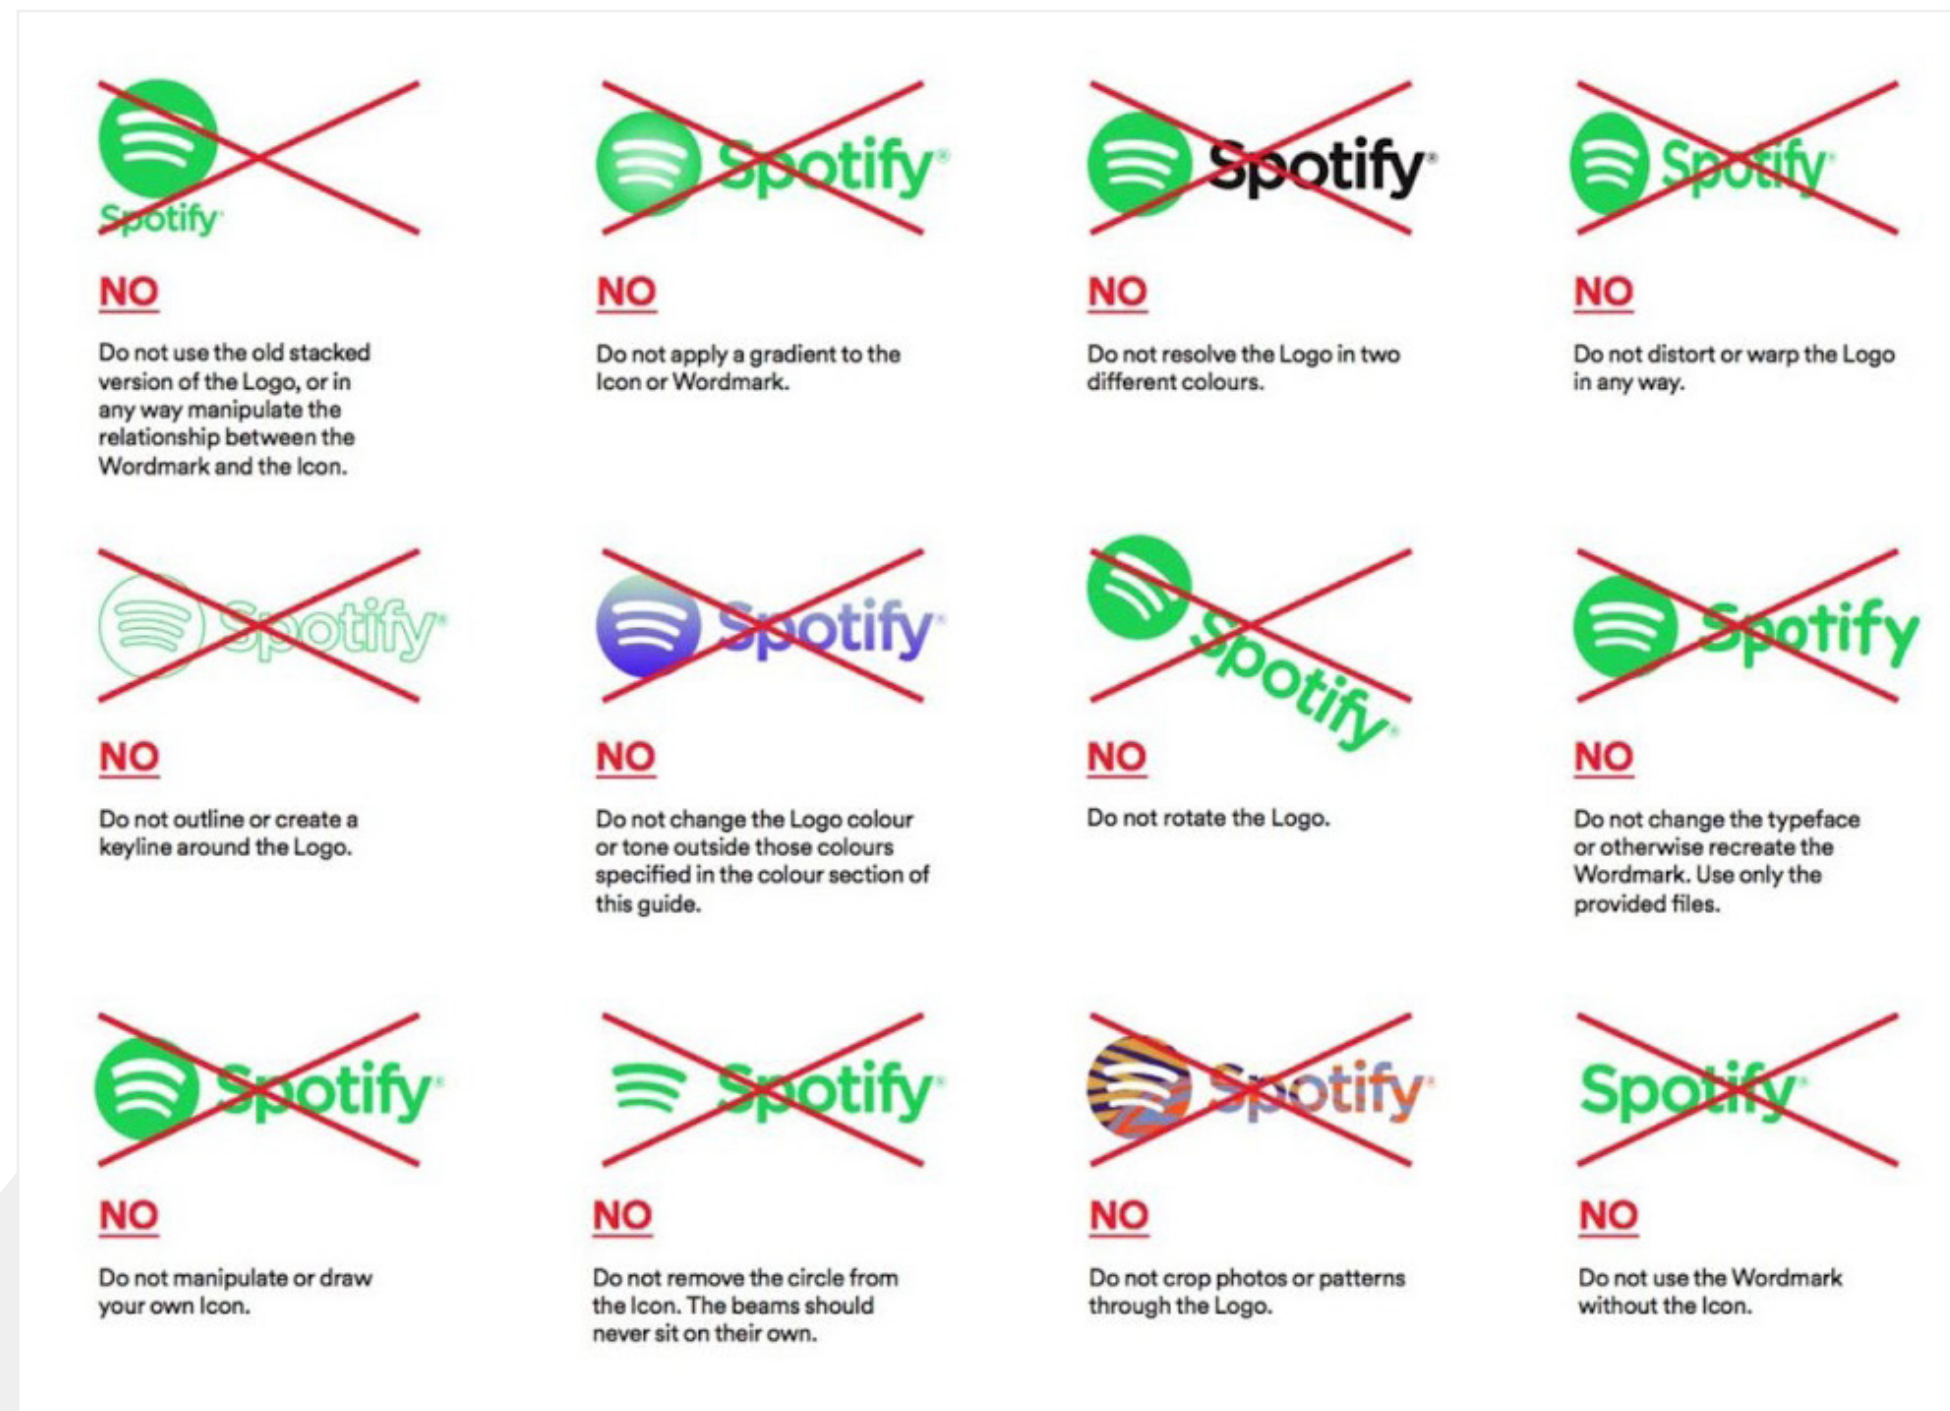 Spotify
NO
Do not use the old stacked
version of the Logo, or in
any way manipulate the
relationship between the
Wordmark and the Icon.
Spotify®
NO
Do not apply a gradient to the
Icon or Wordmark.
Spotify®
NO
Do not resolve the Logo in two
different colours.
Spotify
NO
Do not distort or warp the Logo
in any way.
Spotify®
NO
Do not outline or create a
keyline around the Logo.
Spotify®
NO
Do not change the Logo colour
or tone outside those colours
specified in the colour section of
this guide.
Spotify®
NO
Do not rotate the Logo.
Spotify
NO
Do not change the typeface
or otherwise recreate the
Wordmark. Use only the
provided files.
Spotify®
NO
Do not manipulate or draw
your own Icon.
Spotify®
NO
Do not remove the circle from
the Icon. The beams should
never sit on their own.
Spotify®
NO
Do not crop photos or patterns
through the Logo.
Spotify®
NO
Do not use the Wordmark
without the Icon.